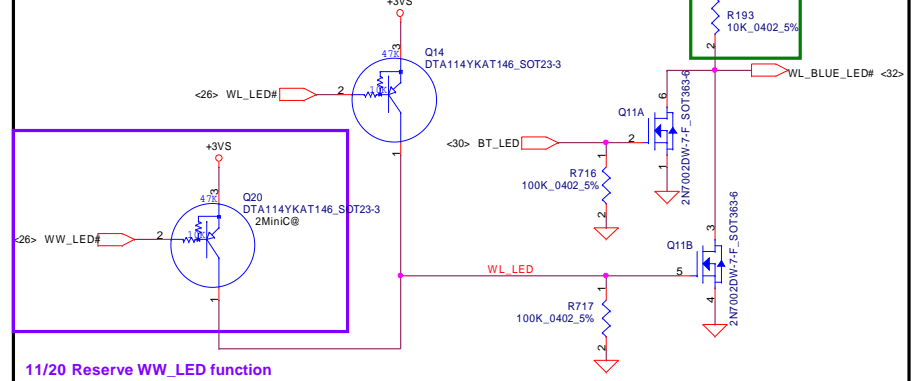 +3VS
R193
10K_0402_5%
2
3
47K
Q14
DTA114YKAT146_SOT23-3
<26> WL_LED#
2
10K
1
WL_BLUE_LED# <32>
6
Q11A
<30> BT_LED
2
1
2N7002DW-7-F_SOT363-6
+3VS
1
R716
100K_0402_5%
2
3
47K
Q20
DTA114YKAT146_SOT23-3
2MiniC@
<26> WW_LED#
2
10K
1
3
Q11B
WL_LED
5
4
2N7002DW-7-F_SOT363-6
1
R717
100K_0402_5%
2
11/20 Reserve WW_LED function